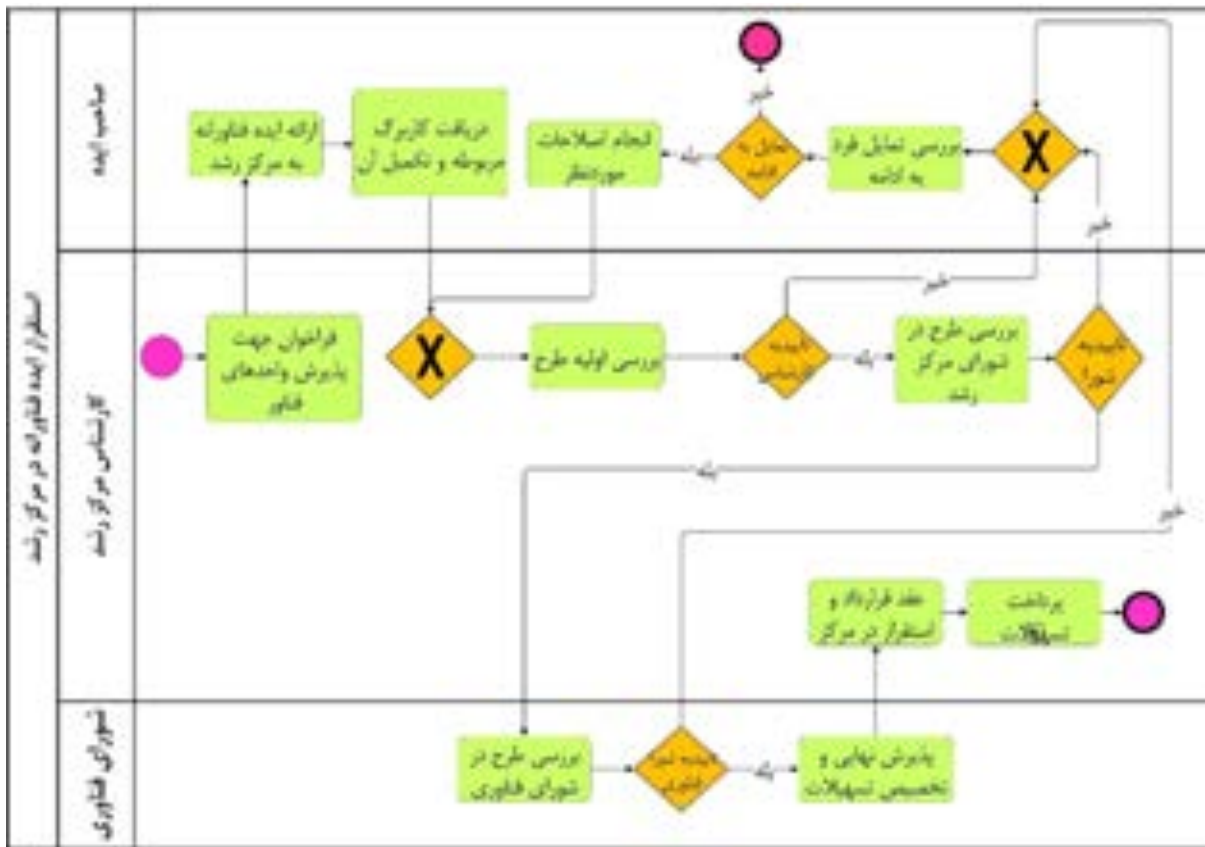 استقرار ایده فناورانه در مرکز رشد
صاحب ایده
ارائه ایده فناورانه
به مرکز رشد
دریافت کاربرگ
مربوطه و تکمیل آن
انجام اصلاحات
موردنظر
بله
تمایل به
ادامه
خیر
بررسی تمایل فرد
به ادامه
X
خیر
کارشناس مرکز رشد
فراخوان جهت
پذیرش واحدهای
فناور
X
بررسی اولیه طرح
تاییدیه
کارشناس
خیر
بله
بررسی طرح در
شورای مرکز
رشد
تاییدیه
شورا
بله
خیر
عقد قرارداد و
استقرار در مرکز
پرداخت
تسهیلات
شورای فناوری
بررسی طرح در
شورای فناوری
تاییدیه شورا
فناوری
بله
پذیرش نهایی و
تخصیص تسهیلات